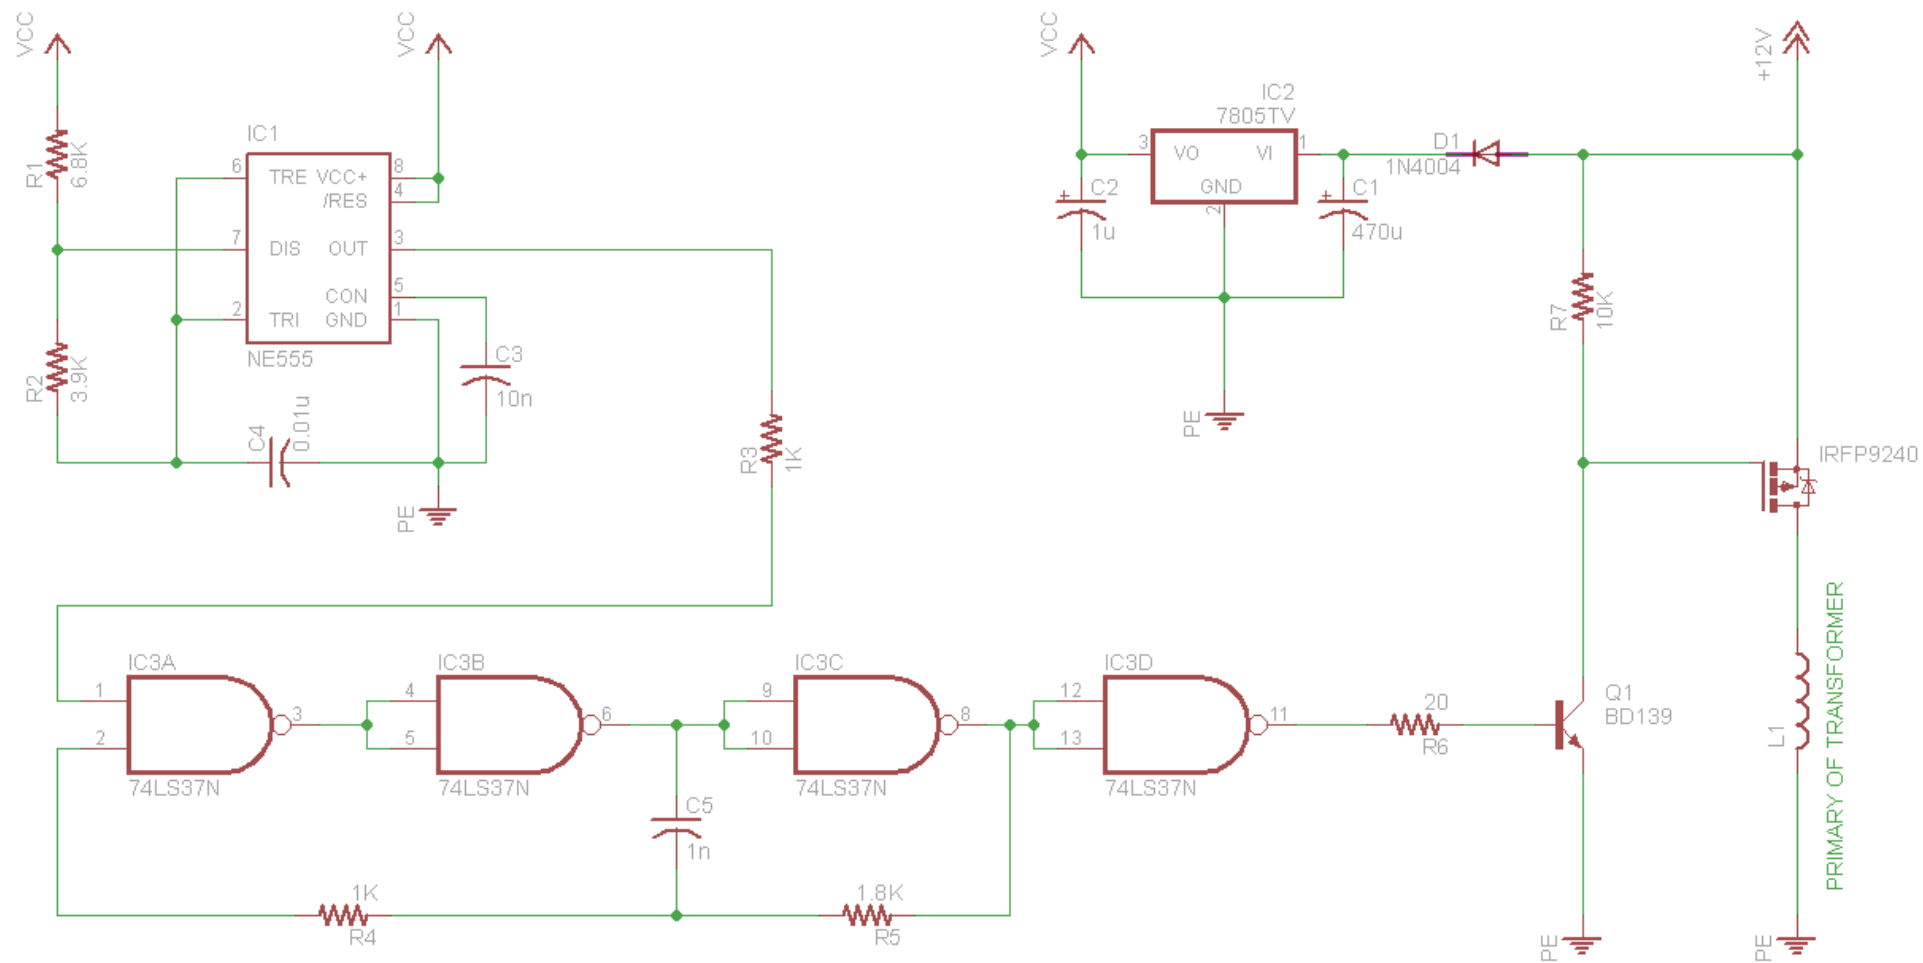 VCC
VCC
VCC
+12V
R1
6.8K
IC1
6
TRE
VCC+
8
/RES
4
7
DIS
OUT
3
CON
5
2
TRI
GND
1
NE555
R2
3.9K
C4
0.01u
C3
10n
PE
R3
1K
IC2
7805TV
3
VO
VI
1
GND
2
C2
1u
C1
470u
D1
1N4004
PE
R7
10K
IRFP9240
IC3A
1
2
3
74LS37N
IC3B
4
5
6
74LS37N
IC3C
9
10
8
74LS37N
IC3D
12
13
11
74LS37N
C5
1n
1K
R4
1.8K
R5
20
R6
Q1
BD139
L1
PRIMARY OF TRANSFORMER
PE
PE